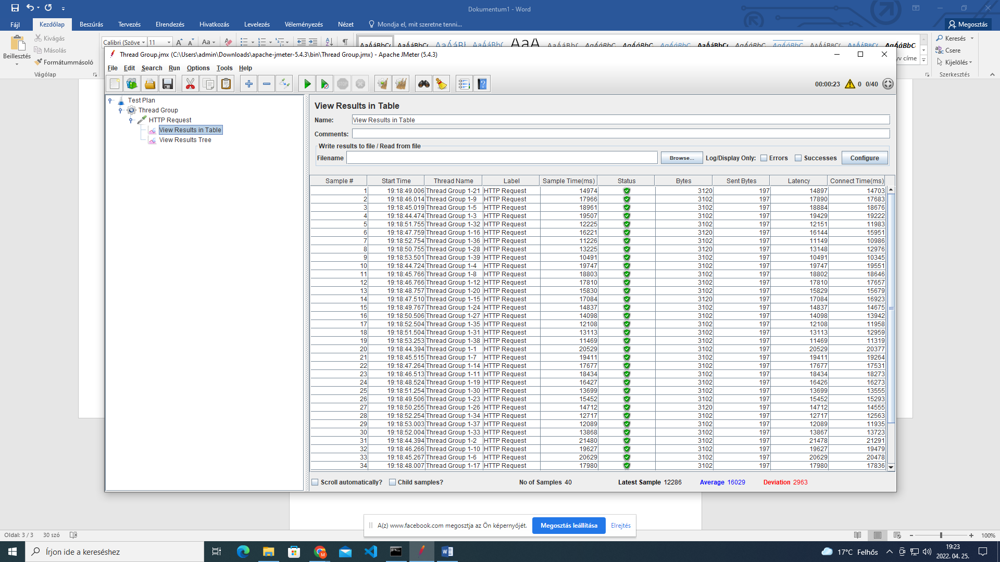 Dokumentum1 - Word
Fájl Kezdőlap Beszúrás Tervezés Elrendezés Hivatkozás Levelezés Véleményezés Nézet Mondja el, mit szeretne tenni... Megosztás
Beillesztés
Kivágás
Másolás
Formátummásoló
Vágólap
Calibri (Szöve 11
Keresés
Csere
Kijelölés
Szerkesztés
Thread Group.jmx (C:\Users\admin\Downloads\apache-jmeter-5.4.3\bin\Thread Group.jmx) - Apache JMeter (5.4.3)
File Edit Search Run Options Tools Help
00:00:23 0 0/40
Test Plan
Thread Group
HTTP Request
View Results in Table
View Results Tree
View Results in Table
Name: View Results in Table
Comments:
Write results to file / Read from file
Filename Browse... Log/Display Only: Errors Successes Configure
Sample # Start Time Thread Name Label Sample Time(ms) Status Bytes Sent Bytes Latency Connect Time(ms)
1 19:18:49.006 Thread Group 1-21 HTTP Request 14974 3120 197 14897 14703
2 19:18:46.014 Thread Group 1-9 HTTP Request 17966 3102 197 17890 17683
3 19:18:45.019 Thread Group 1-5 HTTP Request 18961 3102 197 18884 18676
4 19:18:44.474 Thread Group 1-3 HTTP Request 19507 3102 197 19429 19222
5 19:18:51.755 Thread Group 1-32 HTTP Request 12225 3102 197 12151 11983
6 19:18:47.759 Thread Group 1-16 HTTP Request 16221 3120 197 16144 15951
7 19:18:52.754 Thread Group 1-36 HTTP Request 11226 3102 197 11149 10986
8 19:18:50.755 Thread Group 1-28 HTTP Request 13225 3120 197 13148 12976
9 19:18:53.501 Thread Group 1-39 HTTP Request 10491 3102 197 10491 10345
10 19:18:44.724 Thread Group 1-4 HTTP Request 19747 3102 197 19747 19551
11 19:18:45.766 Thread Group 1-8 HTTP Request 18803 3102 197 18802 18646
12 19:18:46.766 Thread Group 1-12 HTTP Request 17810 3102 197 17810 17657
13 19:18:48.757 Thread Group 1-20 HTTP Request 15830 3102 197 15829 15679
14 19:18:47.510 Thread Group 1-15 HTTP Request 17084 3120 197 17084 16923
15 19:18:49.767 Thread Group 1-24 HTTP Request 14837 3102 197 14837 14675
16 19:18:50.506 Thread Group 1-27 HTTP Request 14098 3102 197 14098 13942
17 19:18:52.504 Thread Group 1-35 HTTP Request 12108 3102 197 12108 11958
18 19:18:51.504 Thread Group 1-31 HTTP Request 13113 3102 197 13113 12959
19 19:18:53.253 Thread Group 1-38 HTTP Request 11469 3102 197 11469 11319
20 19:18:44.394 Thread Group 1-1 HTTP Request 20529 3102 197 20529 20377
21 19:18:45.515 Thread Group 1-7 HTTP Request 19411 3102 197 19411 19264
22 19:18:47.264 Thread Group 1-14 HTTP Request 17677 3102 197 17677 17531
23 19:18:46.513 Thread Group 1-11 HTTP Request 18434 3102 197 18434 18273
24 19:18:48.524 Thread Group 1-19 HTTP Request 16427 3102 197 16426 16273
25 19:18:51.254 Thread Group 1-30 HTTP Request 13699 3102 197 13699 13555
26 19:18:49.506 Thread Group 1-23 HTTP Request 15452 3102 197 15452 15293
27 19:18:50.255 Thread Group 1-26 HTTP Request 14712 3120 197 14712 14555
28 19:18:52.254 Thread Group 1-34 HTTP Request 12717 3102 197 12717 12563
29 19:18:53.003 Thread Group 1-37 HTTP Request 12089 3102 197 12089 11935
30 19:18:52.004 Thread Group 1-33 HTTP Request 13868 3102 197 13867 13723
31 19:18:44.394 Thread Group 1-2 HTTP Request 21480 3102 197 21478 21291
32 19:18:46.266 Thread Group 1-10 HTTP Request 19627 3102 197 19627 19479
33 19:18:45.267 Thread Group 1-6 HTTP Request 20629 3102 197 20629 20478
34 19:18:48.007 Thread Group 1-17 HTTP Request 17980 3102 197 17980 17836
Scroll automatically? Child samples? No of Samples 40 Latest Sample 12286 Average 16029 Deviation 2963
A(z) www.facebook.com megosztja az Ön képernyőjét. Megosztás leállítása Elrejtés
Oldal: 3 / 3 30 szó 100%
Írjon ide a kereséshez
17°C Felhős
19:23
2022. 04. 25.